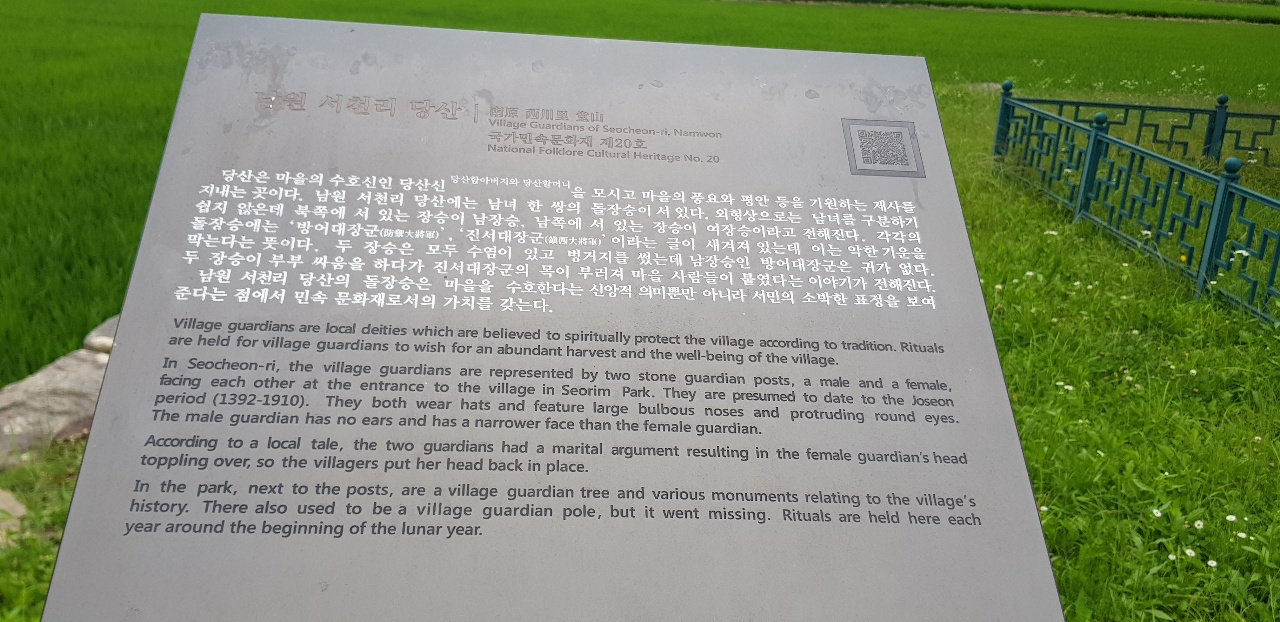 남원 서천리 당산 | 南原 西川里 堂山
Village Guardians of Seocheon-ri, Namwon
국가민속문화재 제20호
National Folklore Cultural Heritage No. 20
당산은 마을의 수호신인 당산신 당산할아버지와 당산할머니을 모시고 마을의 풍요와 평안 등을 기원하는 제사를
지내는 곳이다. 남원 서천리 당산에는 남녀 한 쌍의 돌장승이 서 있다. 외형상으로는 남녀를 구분하기
쉽지 않은데 북쪽에 서 있는 장승이 남장승, 남쪽에 서 있는 장승이 여장승이라고 전해진다. 각각의
돌장승에는 ‘방어대장군(防禦大將軍)’, ‘진서대장군(鎭西大將軍)’이라는 글이 새겨져 있는데 이는 악한 기운을
막는다는 뜻이다. 두 장승은 모두 수염이 있고 벙거지를 썼는데 남장승인 방어대장군은 귀가 없다.
두 장승이 부부 싸움을 하다가 진서대장군의 목이 부러져 마을 사람들이 붙였다는 이야기가 전해진다.
남원 서천리 당산의 돌장승은 마을을 수호한다는 신앙적 의미뿐만 아니라 서민의 소박한 표정을 보여
준다는 점에서 민속 문화재로서의 가치를 갖는다.
Village guardians are local deities which are believed to spiritually protect the village according to tradition. Rituals
are held for village guardians to wish for an abundant harvest and the well-being of the village.
In Seocheon-ri, the village guardians are represented by two stone guardian posts, a male and a female,
facing each other at the entrance to the village in Seorim Park. They are presumed to date to the Joseon
period (1392-1910). They both wear hats and feature large bulbous noses and protruding round eyes.
The male guardian has no ears and has a narrower face than the female guardian.
According to a local tale, the two guardians had a marital argument resulting in the female guardian's head
toppling over, so the villagers put her head back in place.
In the park, next to the posts, are a village guardian tree and various monuments relating to the village's
history. There also used to be a village guardian pole, but it went missing. Rituals are held here each
year around the beginning of the lunar year.